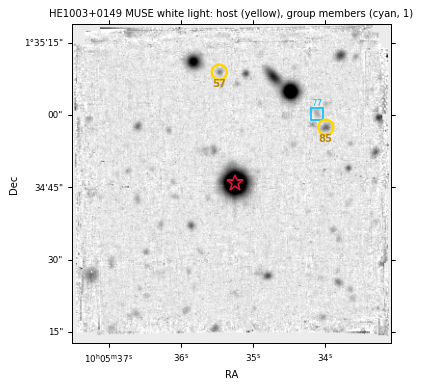 HE1003+0149 MUSE white light: host (yellow), group members (cyan, 1)
1°35'15"
00"
34'45"
30"
15"
Dec
57
77
85
10ʰ05ᵐ37ˢ 36ˢ 35ˢ 34ˢ
RA